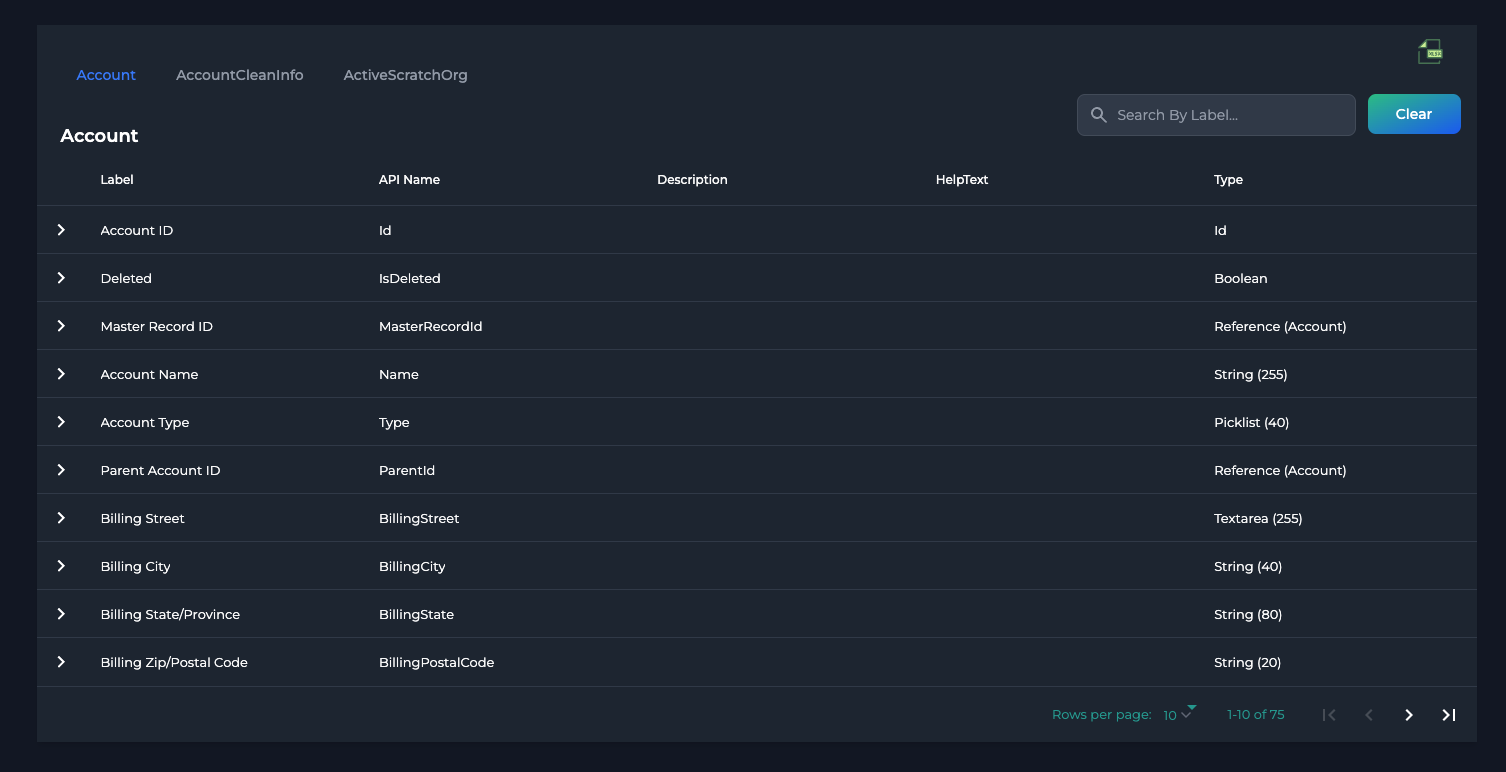 XLSX
Account AccountCleanInfo ActiveScratchOrg
Search By Label... Clear
Account
Label API Name Description HelpText Type
Account ID Id Id
Deleted IsDeleted Boolean
Master Record ID MasterRecordId Reference (Account)
Account Name Name String (255)
Account Type Type Picklist (40)
Parent Account ID ParentId Reference (Account)
Billing Street BillingStreet Textarea (255)
Billing City BillingCity String (40)
Billing State/Province BillingState String (80)
Billing Zip/Postal Code BillingPostalCode String (20)
Rows per page: 10 1-10 of 75